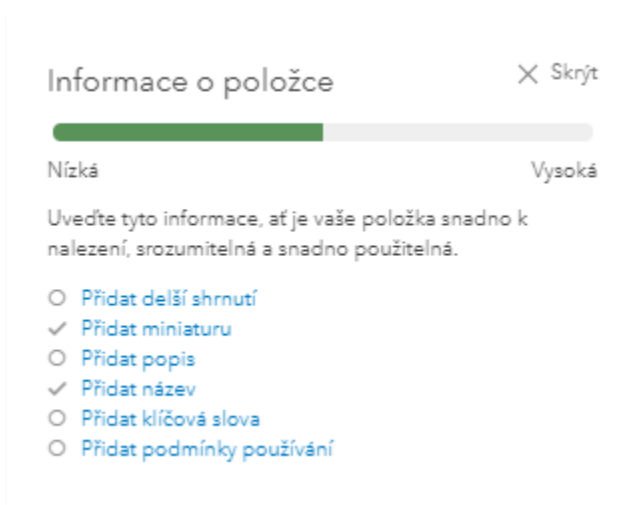 Informace o položce
Skrýt
Nízká
Vysoká
Uveďte tyto informace, ať je vaše položka snadno k
nalezení, srozumitelná a snadno použitelná.
Přidat delší shrnutí
Přidat miniaturu
Přidat popis
Přidat název
Přidat klíčová slova
Přidat podmínky používání